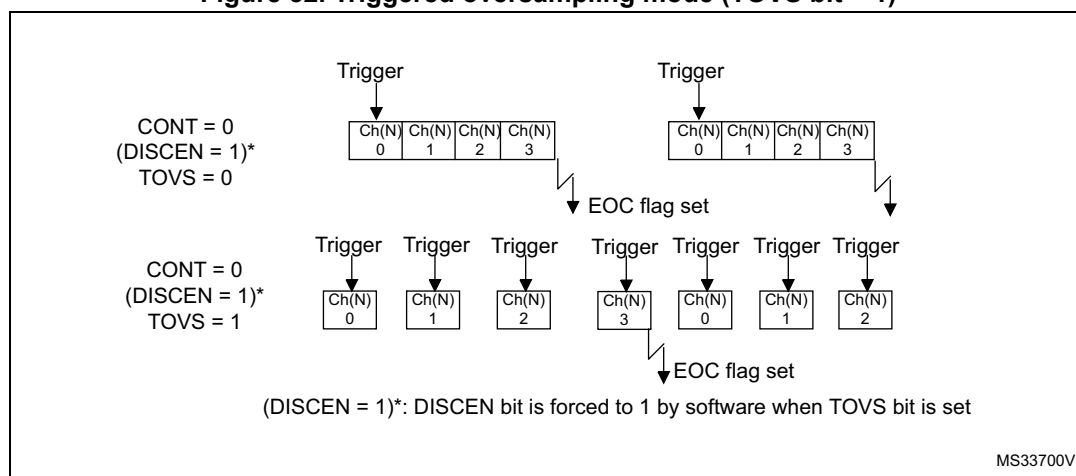 Figure 32. Triggered oversampling mode (TOVS bit = 1)
Trigger Trigger
CONT = 0
(DISCEN = 1)*
TOVS = 0
Ch(N) Ch(N) Ch(N) Ch(N)
0 1 2 3
Ch(N) Ch(N) Ch(N) Ch(N)
0 1 2 3
EOC flag set
Trigger Trigger Trigger Trigger Trigger Trigger Trigger
CONT = 0
(DISCEN = 1)*
TOVS = 1
Ch(N) Ch(N) Ch(N) Ch(N) Ch(N) Ch(N) Ch(N)
0 1 2 3 0 1 2
EOC flag set
(DISCEN = 1)*: DISCEN bit is forced to 1 by software when TOVS bit is set
MS33700V